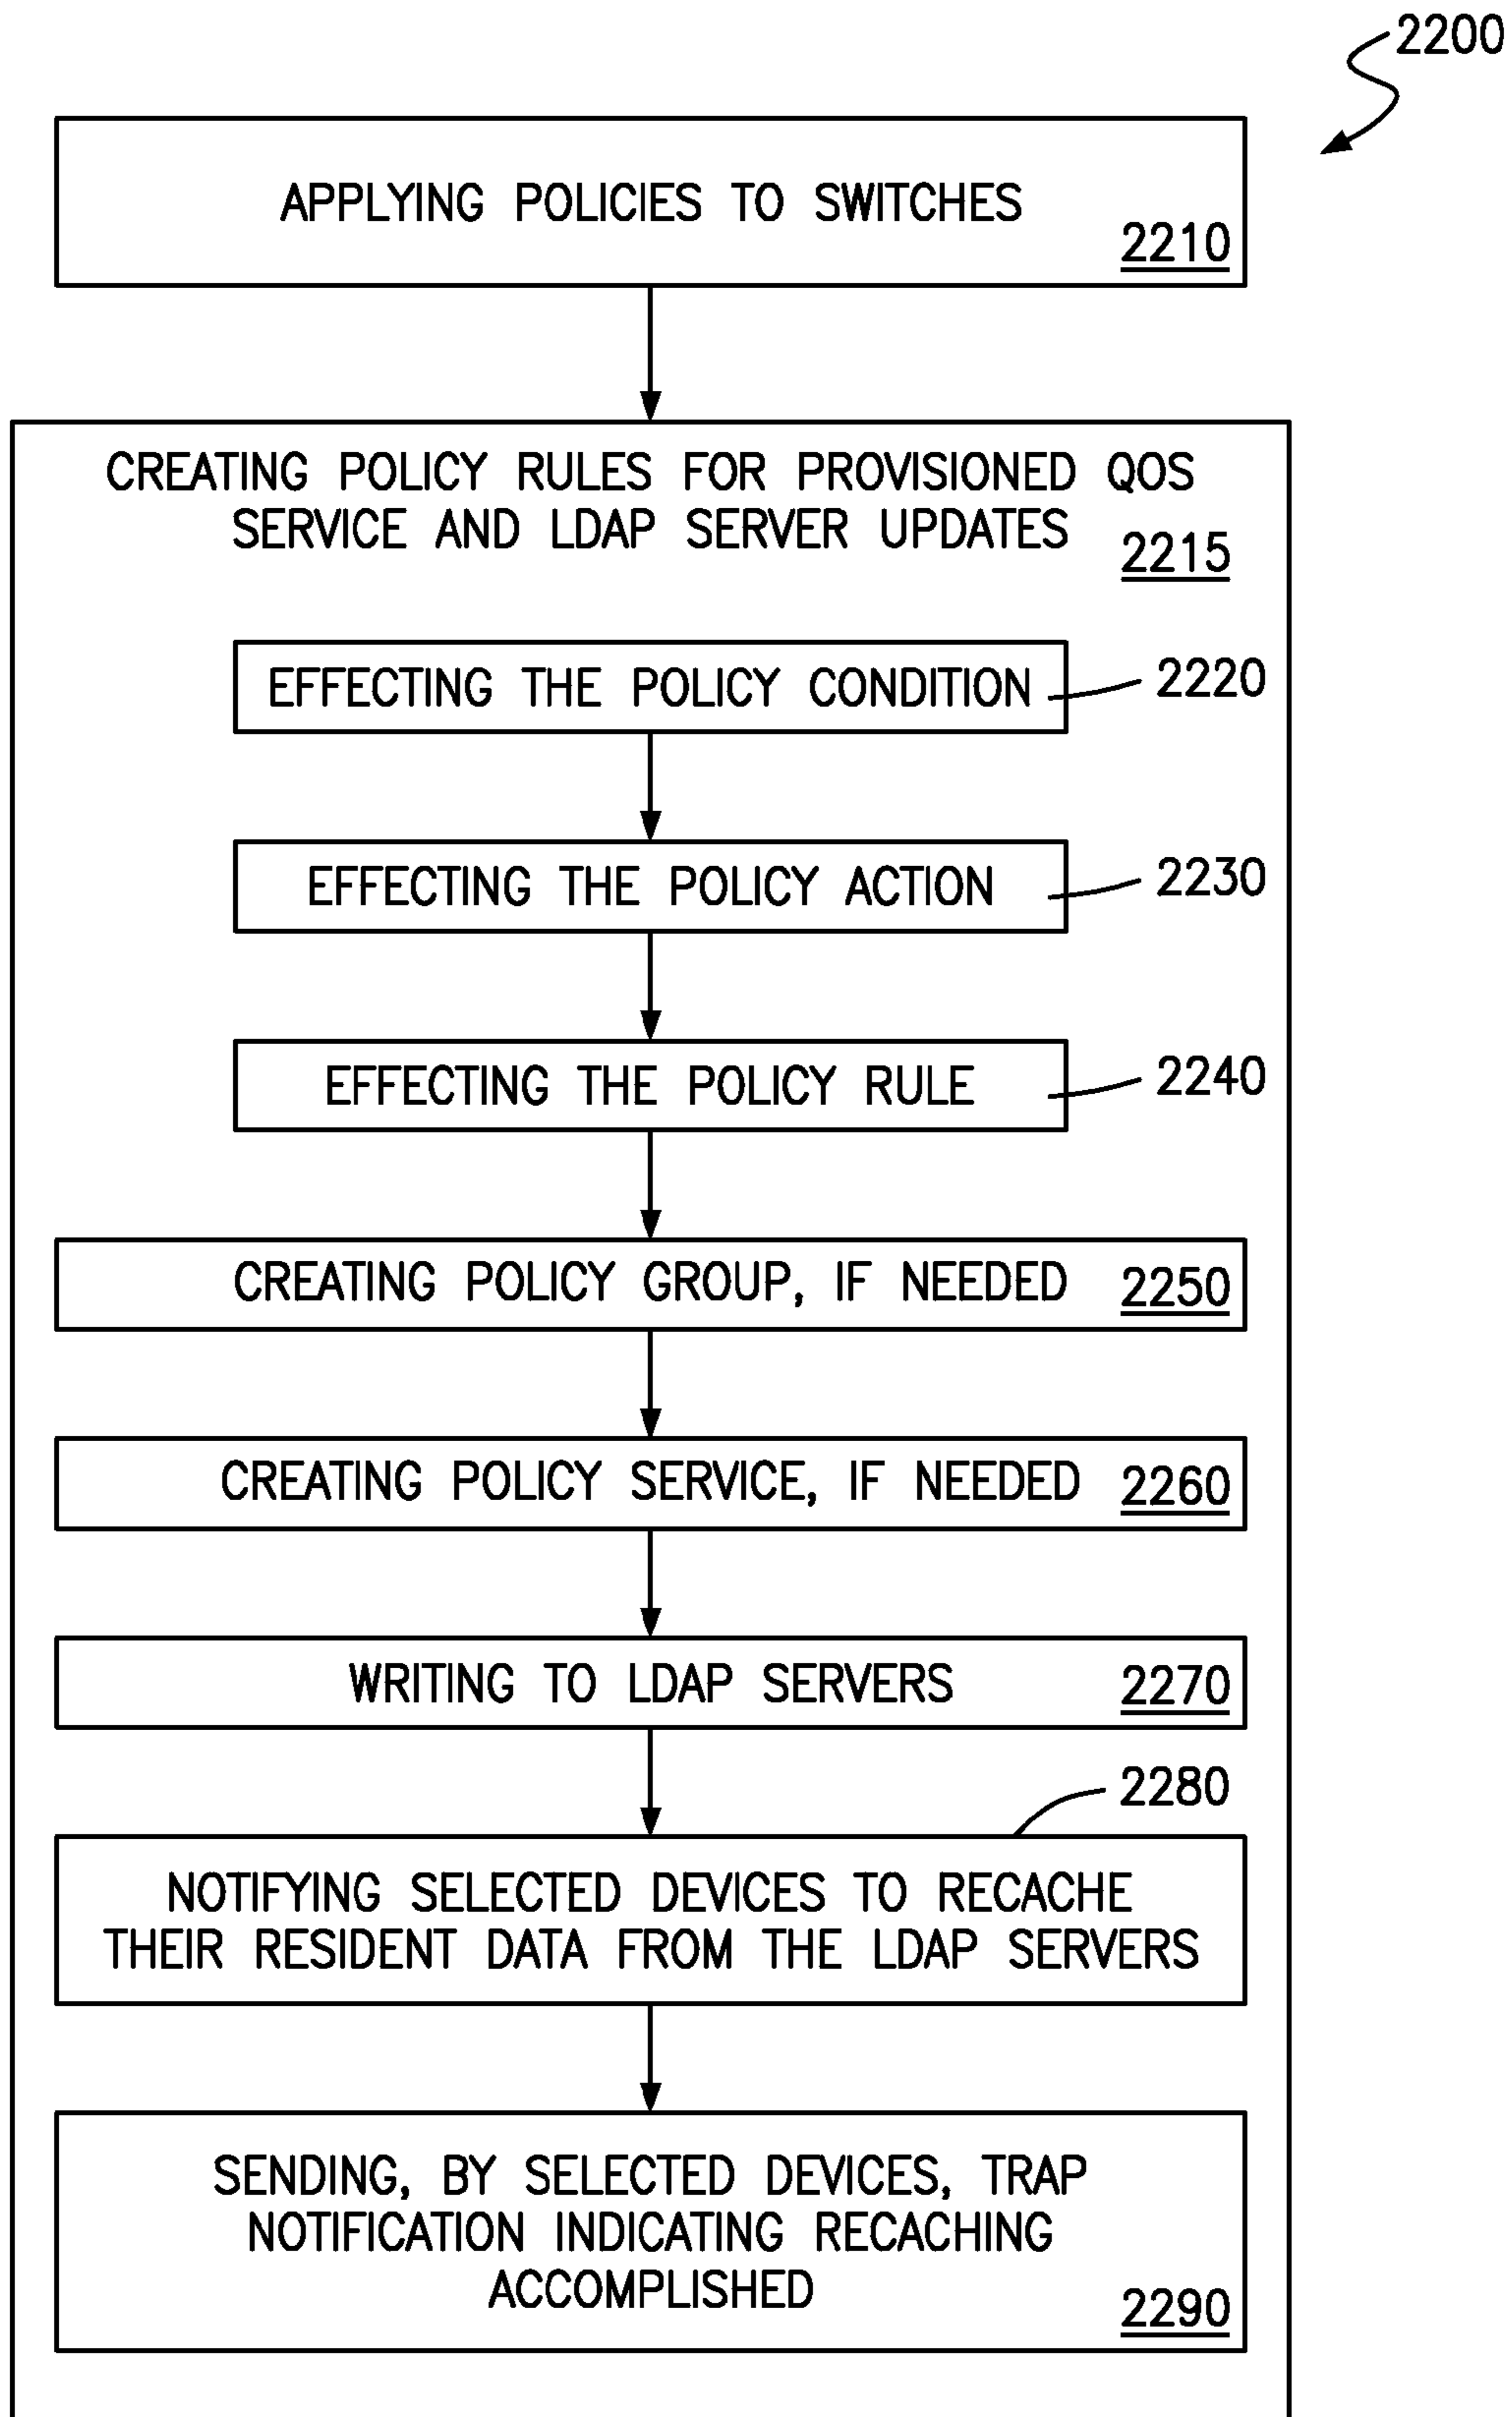 2200
APPLYING POLICIES TO SWITCHES
2210
CREATING POLICY RULES FOR PROVISIONED QOS
SERVICE AND LDAP SERVER UPDATES
2215
EFFECTING THE POLICY CONDITION
2220
EFFECTING THE POLICY ACTION
2230
EFFECTING THE POLICY RULE
2240
CREATING POLICY GROUP, IF NEEDED
2250
CREATING POLICY SERVICE, IF NEEDED
2260
WRITING TO LDAP SERVERS
2270
2280
NOTIFYING SELECTED DEVICES TO RECACHE
THEIR RESIDENT DATA FROM THE LDAP SERVERS
SENDING, BY SELECTED DEVICES, TRAP
NOTIFICATION INDICATING RECACHING
ACCOMPLISHED
2290